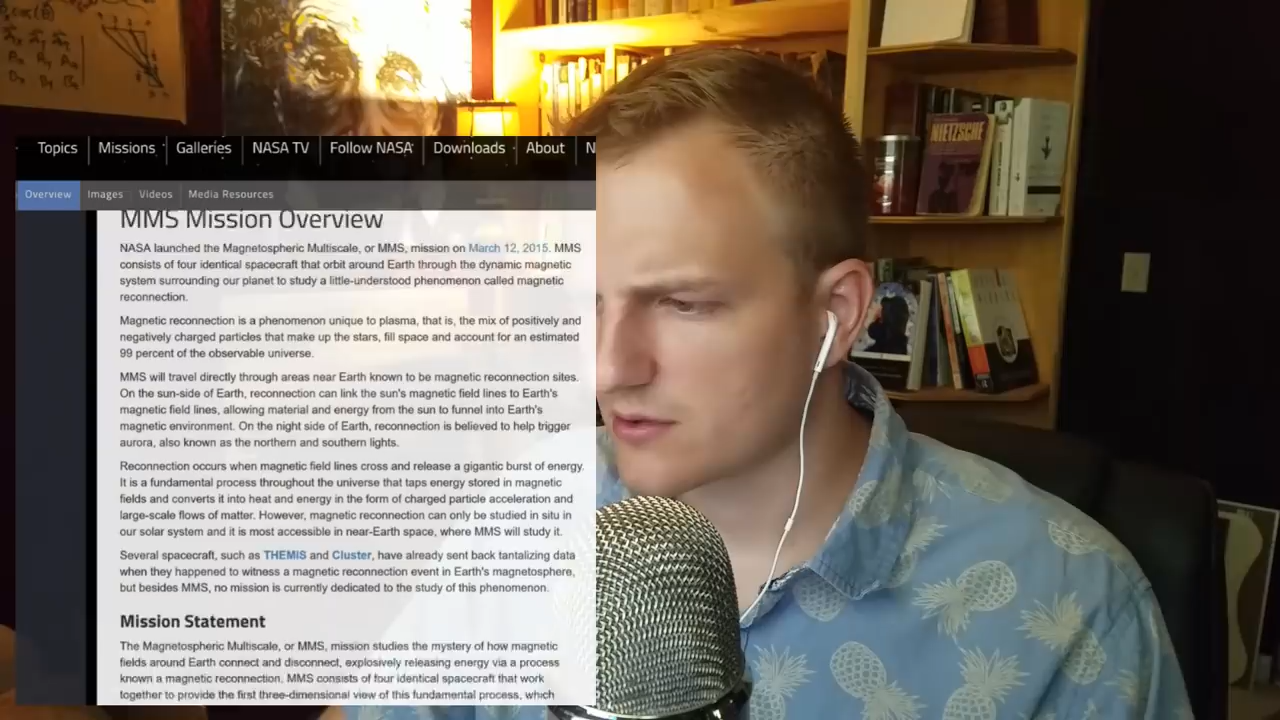 Topics Missions Galleries NASA TV Follow NASA Downloads About N
Overview Images Videos Media Resources
MMS Mission Overview
NASA launched the Magnetospheric Multiscale, or MMS, mission on March 12, 2015. MMS
consists of four identical spacecraft that orbit around Earth through the dynamic magnetic
system surrounding our planet to study a little-understood phenomenon called magnetic
reconnection.
Magnetic reconnection is a phenomenon unique to plasma, that is, the mix of positively and
negatively charged particles that make up the stars, fill space and account for an estimated
99 percent of the observable universe.
MMS will travel directly through areas near Earth known to be magnetic reconnection sites.
On the sun-side of Earth, reconnection can link the sun's magnetic field lines to Earth's
magnetic field lines, allowing material and energy from the sun to funnel into Earth's
magnetic environment. On the night side of Earth, reconnection is believed to help trigger
aurora, also known as the northern and southern lights.
Reconnection occurs when magnetic field lines cross and release a gigantic burst of energy.
It is a fundamental process throughout the universe that taps energy stored in magnetic
fields and converts it into heat and energy in the form of charged particle acceleration and
large-scale flows of matter. However, magnetic reconnection can only be studied in situ in
our solar system and it is most accessible in near-Earth space, where MMS will study it.
Several spacecraft, such as THEMIS and Cluster, have already sent back tantalizing data
when they happened to witness a magnetic reconnection event in Earth's magnetosphere,
but besides MMS, no mission is currently dedicated to the study of this phenomenon.
Mission Statement
The Magnetospheric Multiscale, or MMS, mission studies the mystery of how magnetic
fields around Earth connect and disconnect, explosively releasing energy via a process
known a magnetic reconnection. MMS consists of four identical spacecraft that work
together to provide the first three-dimensional view of this fundamental process, which
NIETZSCHE